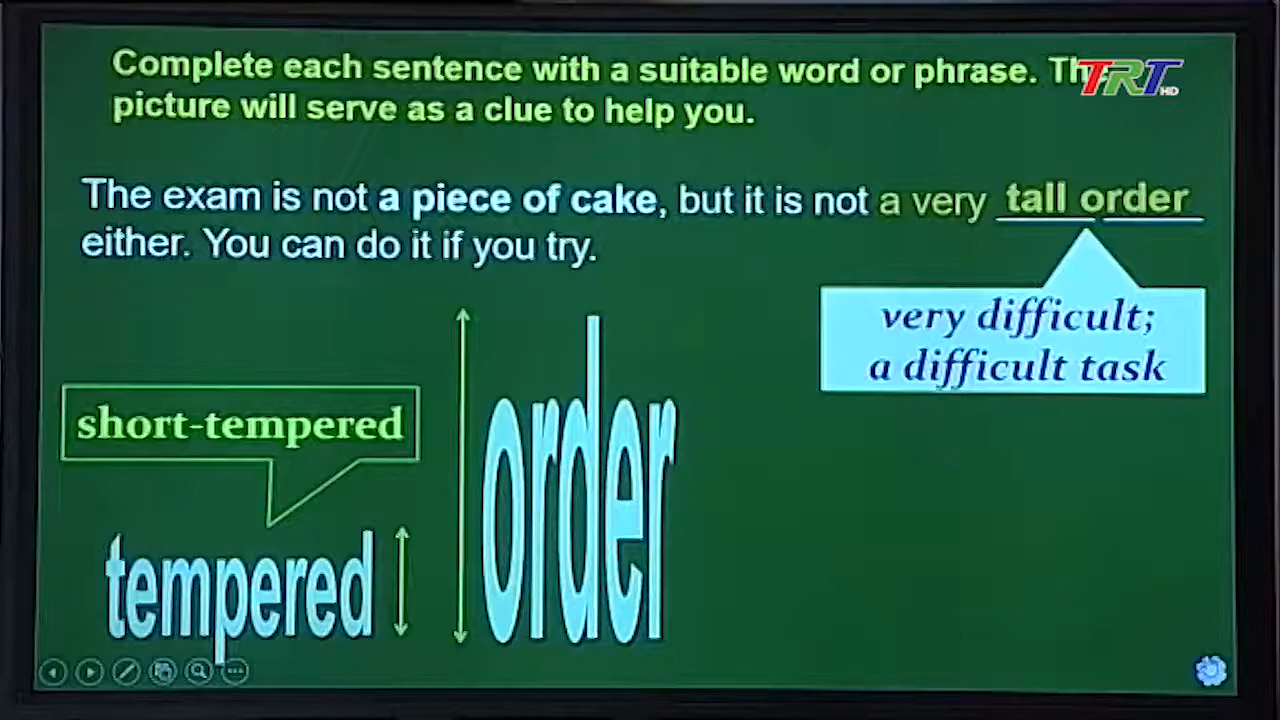 Complete each sentence with a suitable word or phrase. The
picture will serve as a clue to help you.
TRT HD
The exam is not a piece of cake, but it is not a very tall order
either. You can do it if you try.
very difficult;
a difficult task
short-tempered
order
tempered